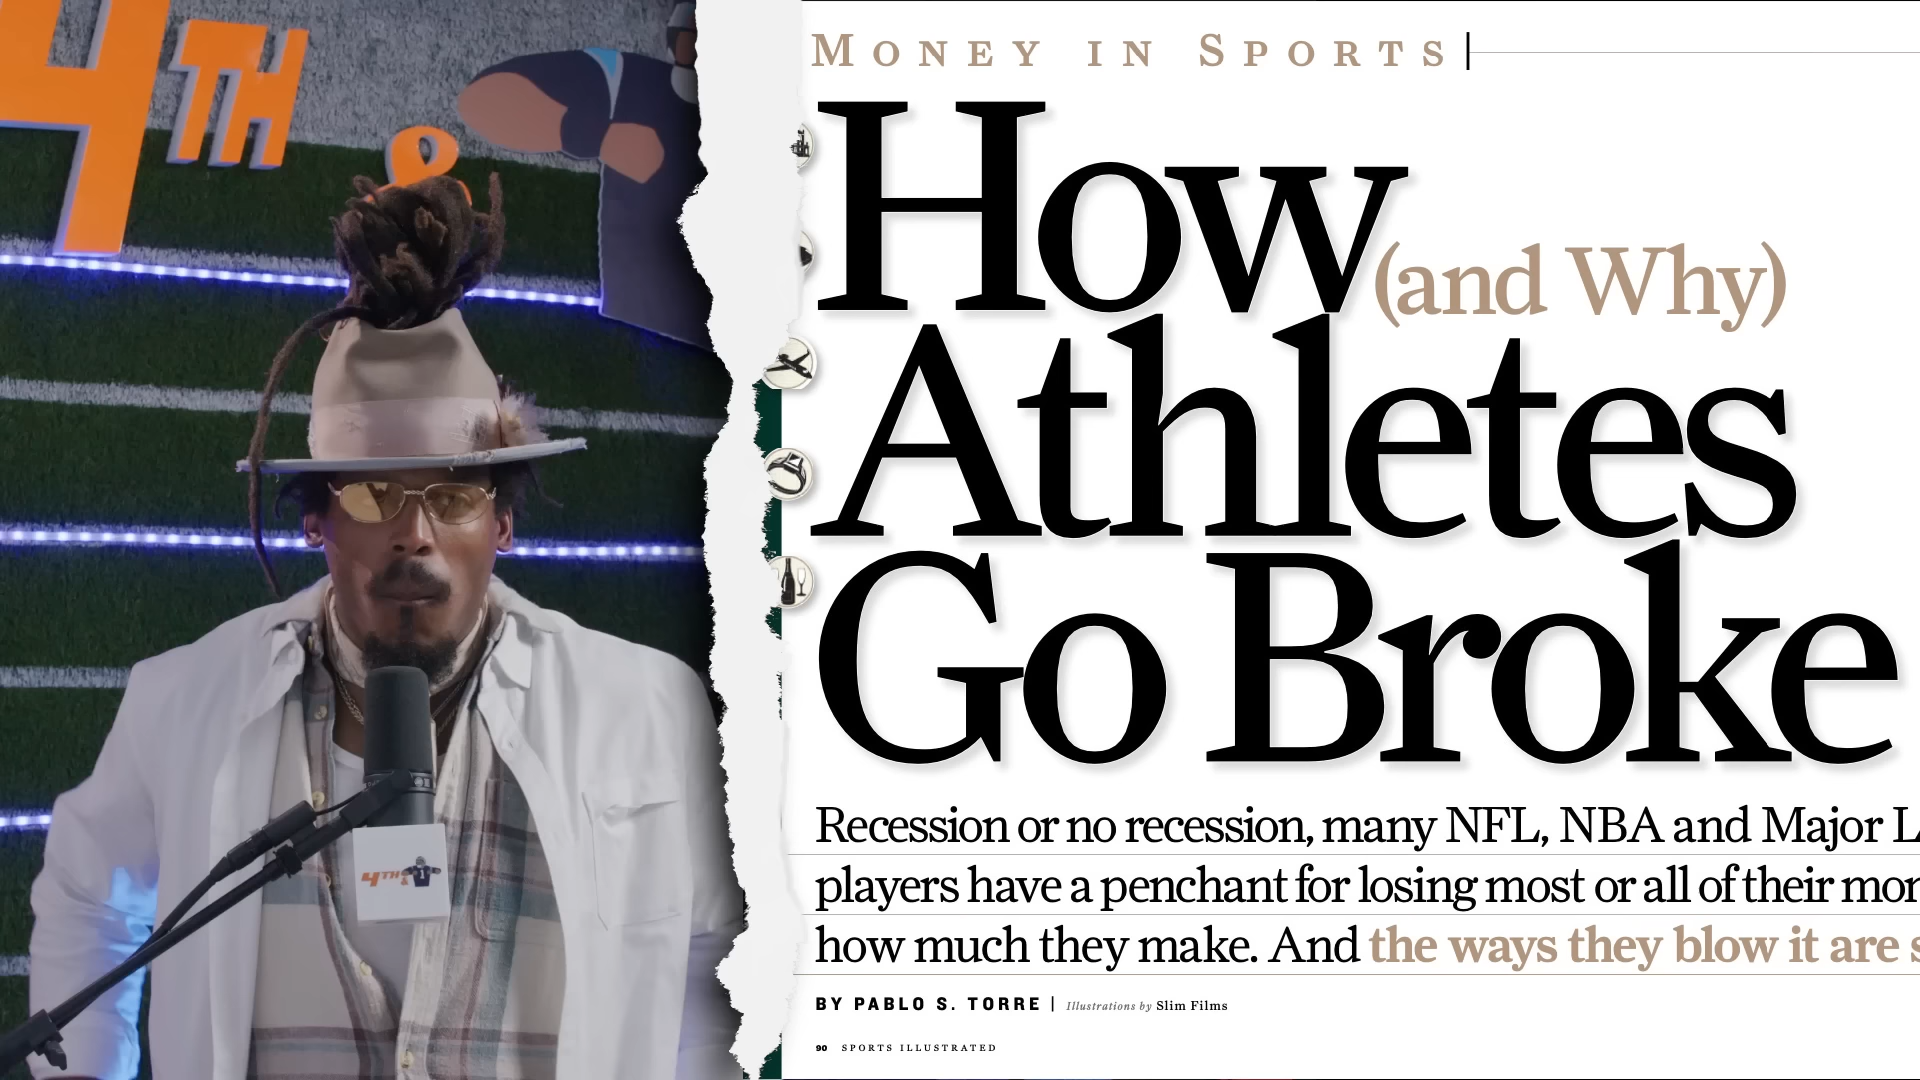 4TH
&
4TH
&
1
MONEY IN SPORTS
How
(and Why)
Athletes
Go Broke
Recession or no recession, many NFL, NBA and Major
players have a penchant for losing most or all of their
how much they make. And the ways they blow it are
BY PABLO S. TORRE | Illustrations by Slim Films
90 SPORTS ILLUSTRATED